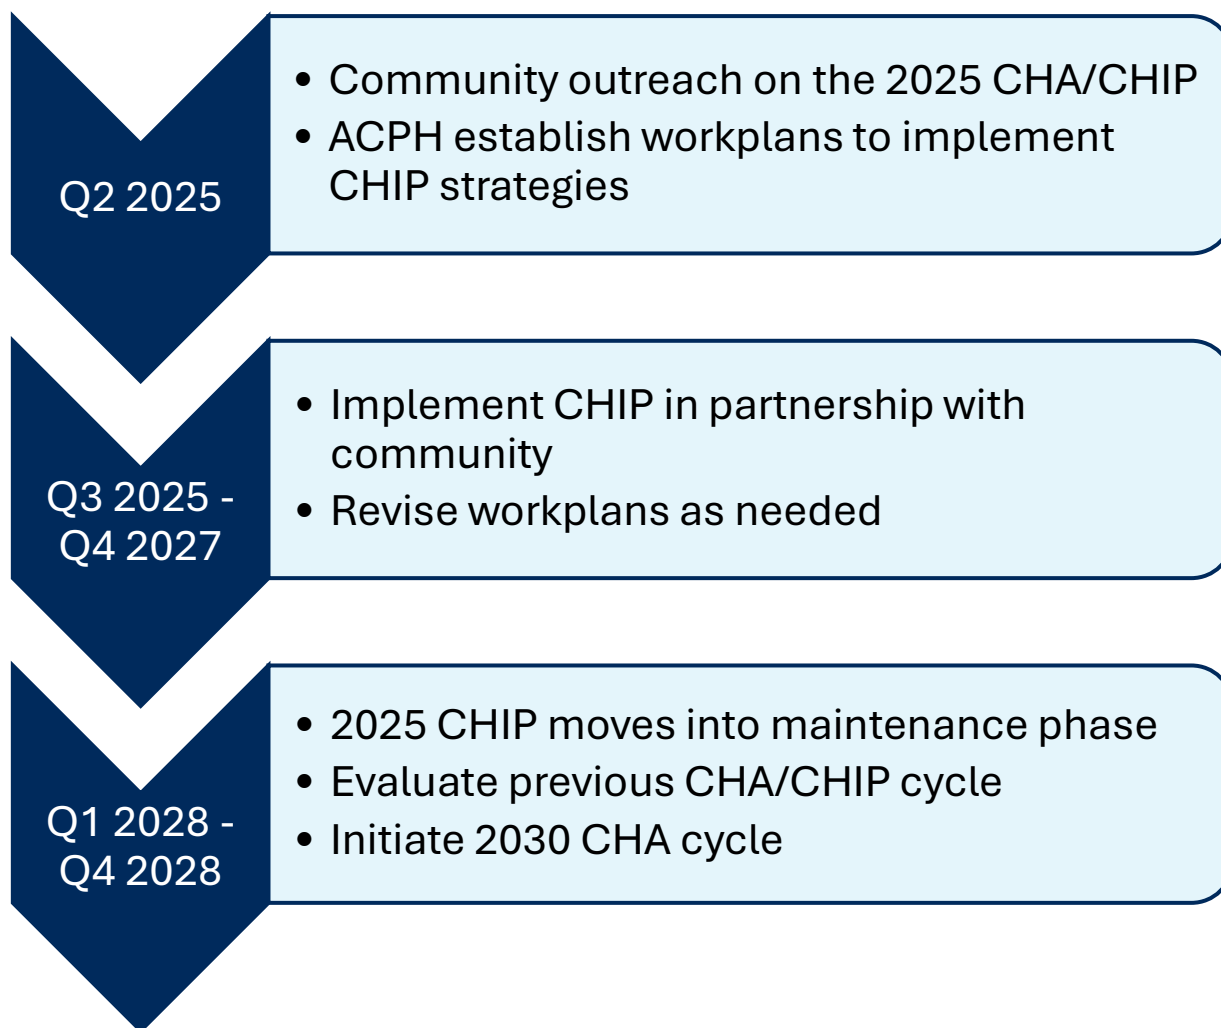 Q2 2025
• Community outreach on the 2025 CHA/CHIP
• ACPH establish workplans to implement
CHIP strategies
Q3 2025 -
Q4 2027
• Implement CHIP in partnership with
community
• Revise workplans as needed
Q1 2028 -
Q4 2028
• 2025 CHIP moves into maintenance phase
• Evaluate previous CHA/CHIP cycle
• Initiate 2030 CHA cycle